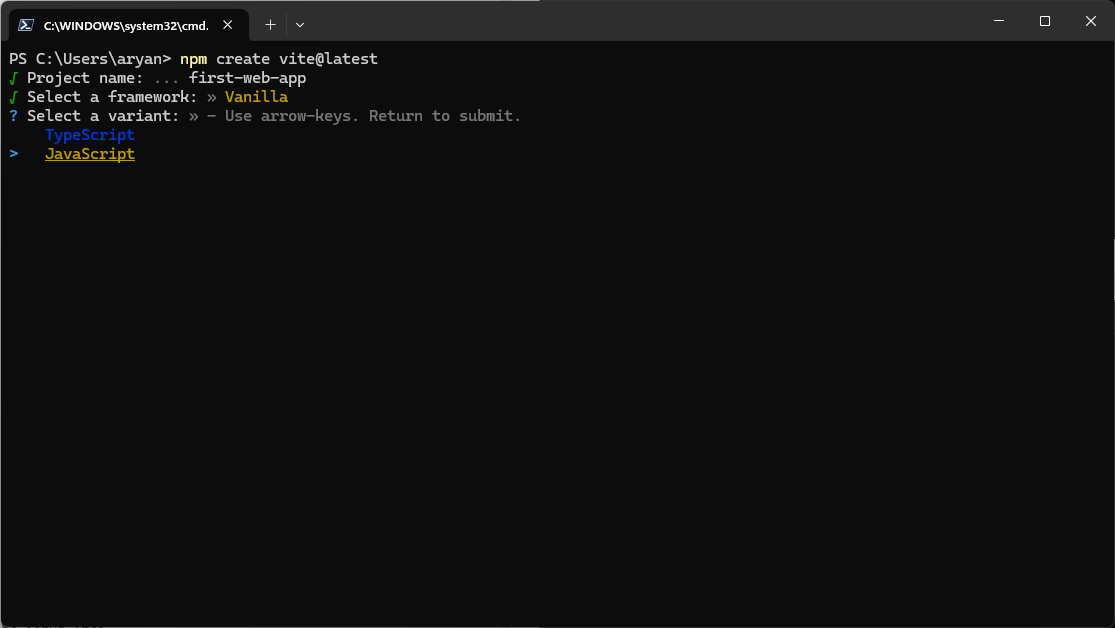 C:\WINDOWS\system32\cmd.
PS C:\Users\aryan> npm create vite@latest
√ Project name: ... first-web-app
√ Select a framework: » Vanilla
? Select a variant: » - Use arrow-keys. Return to submit.
TypeScript
> JavaScript